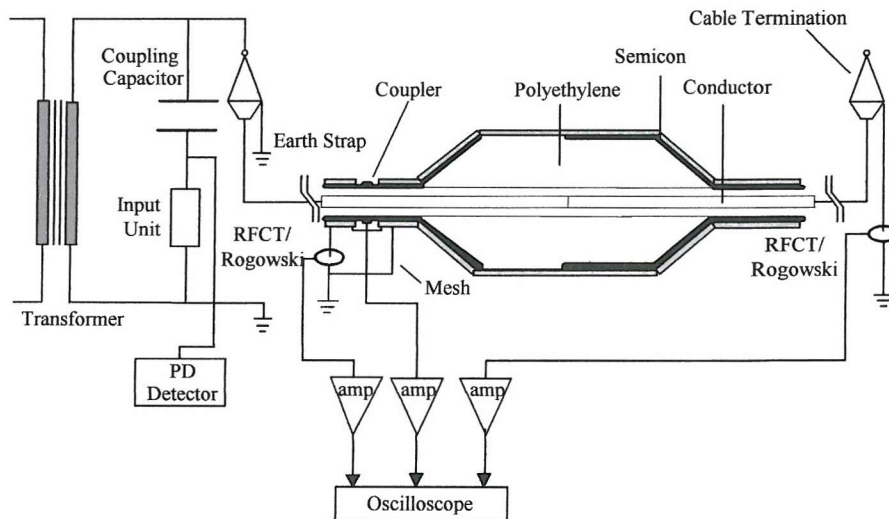 Cable Termination
Coupling
Capacitor
Coupler
Semicon
Polyethylene
Conductor
Earth Strap
Input
Unit
RFCT/
Rogowski
RFCT/
Rogowski
Mesh
Transformer
PD
Detector
amp
amp
amp
Oscilloscope